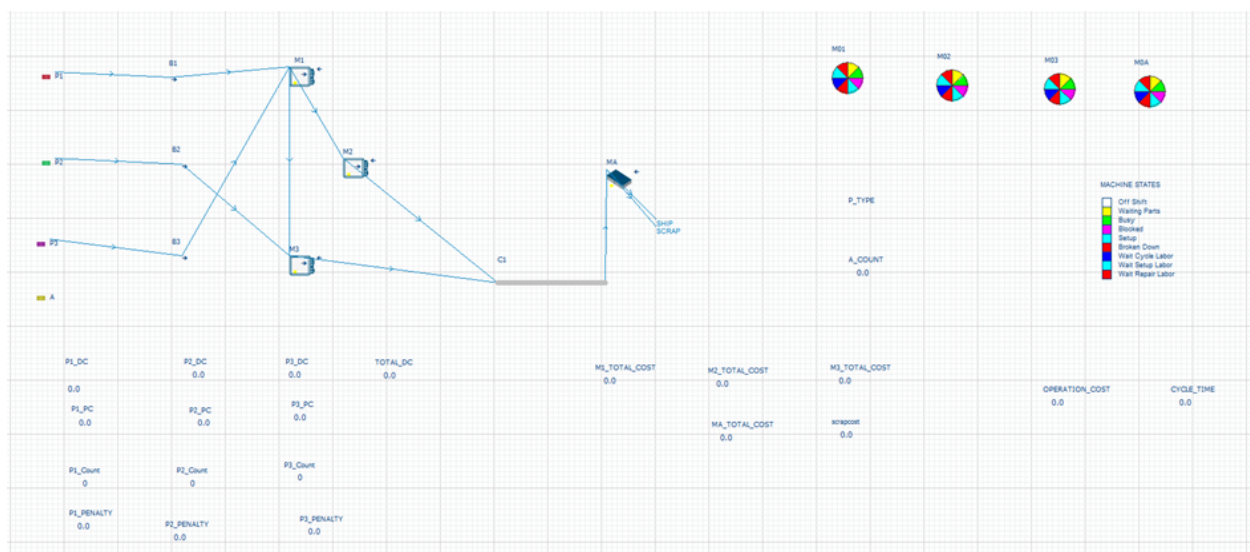 M01
M02
M03
M0A
B1
M1
P1
B2
M2
P2
MA
MACHINE STATES
Off Shift
Waiting Parts
Busy
Blocked
Setup
Broken Down
Wait Cycle Labor
Wait Setup Labor
Wait Repair Labor
P_TYPE
SHIP
SCRAP
B3
M3
P3
C1
A_COUNT
0.0
A
P1_DC
0.0
P2_DC
0.0
P3_DC
0.0
TOTAL_DC
0.0
M1_TOTAL_COST
0.0
M2_TOTAL_COST
0.0
M3_TOTAL_COST
0.0
OPERATION_COST
0.0
CYCLE_TIME
0.0
P1_PC
0.0
P2_PC
0.0
P3_PC
0.0
MA_TOTAL_COST
0.0
scrapcost
0.0
P1_Count
0
P2_Count
0
P3_Count
0
P1_PENALTY
0.0
P2_PENALTY
0.0
P3_PENALTY
0.0